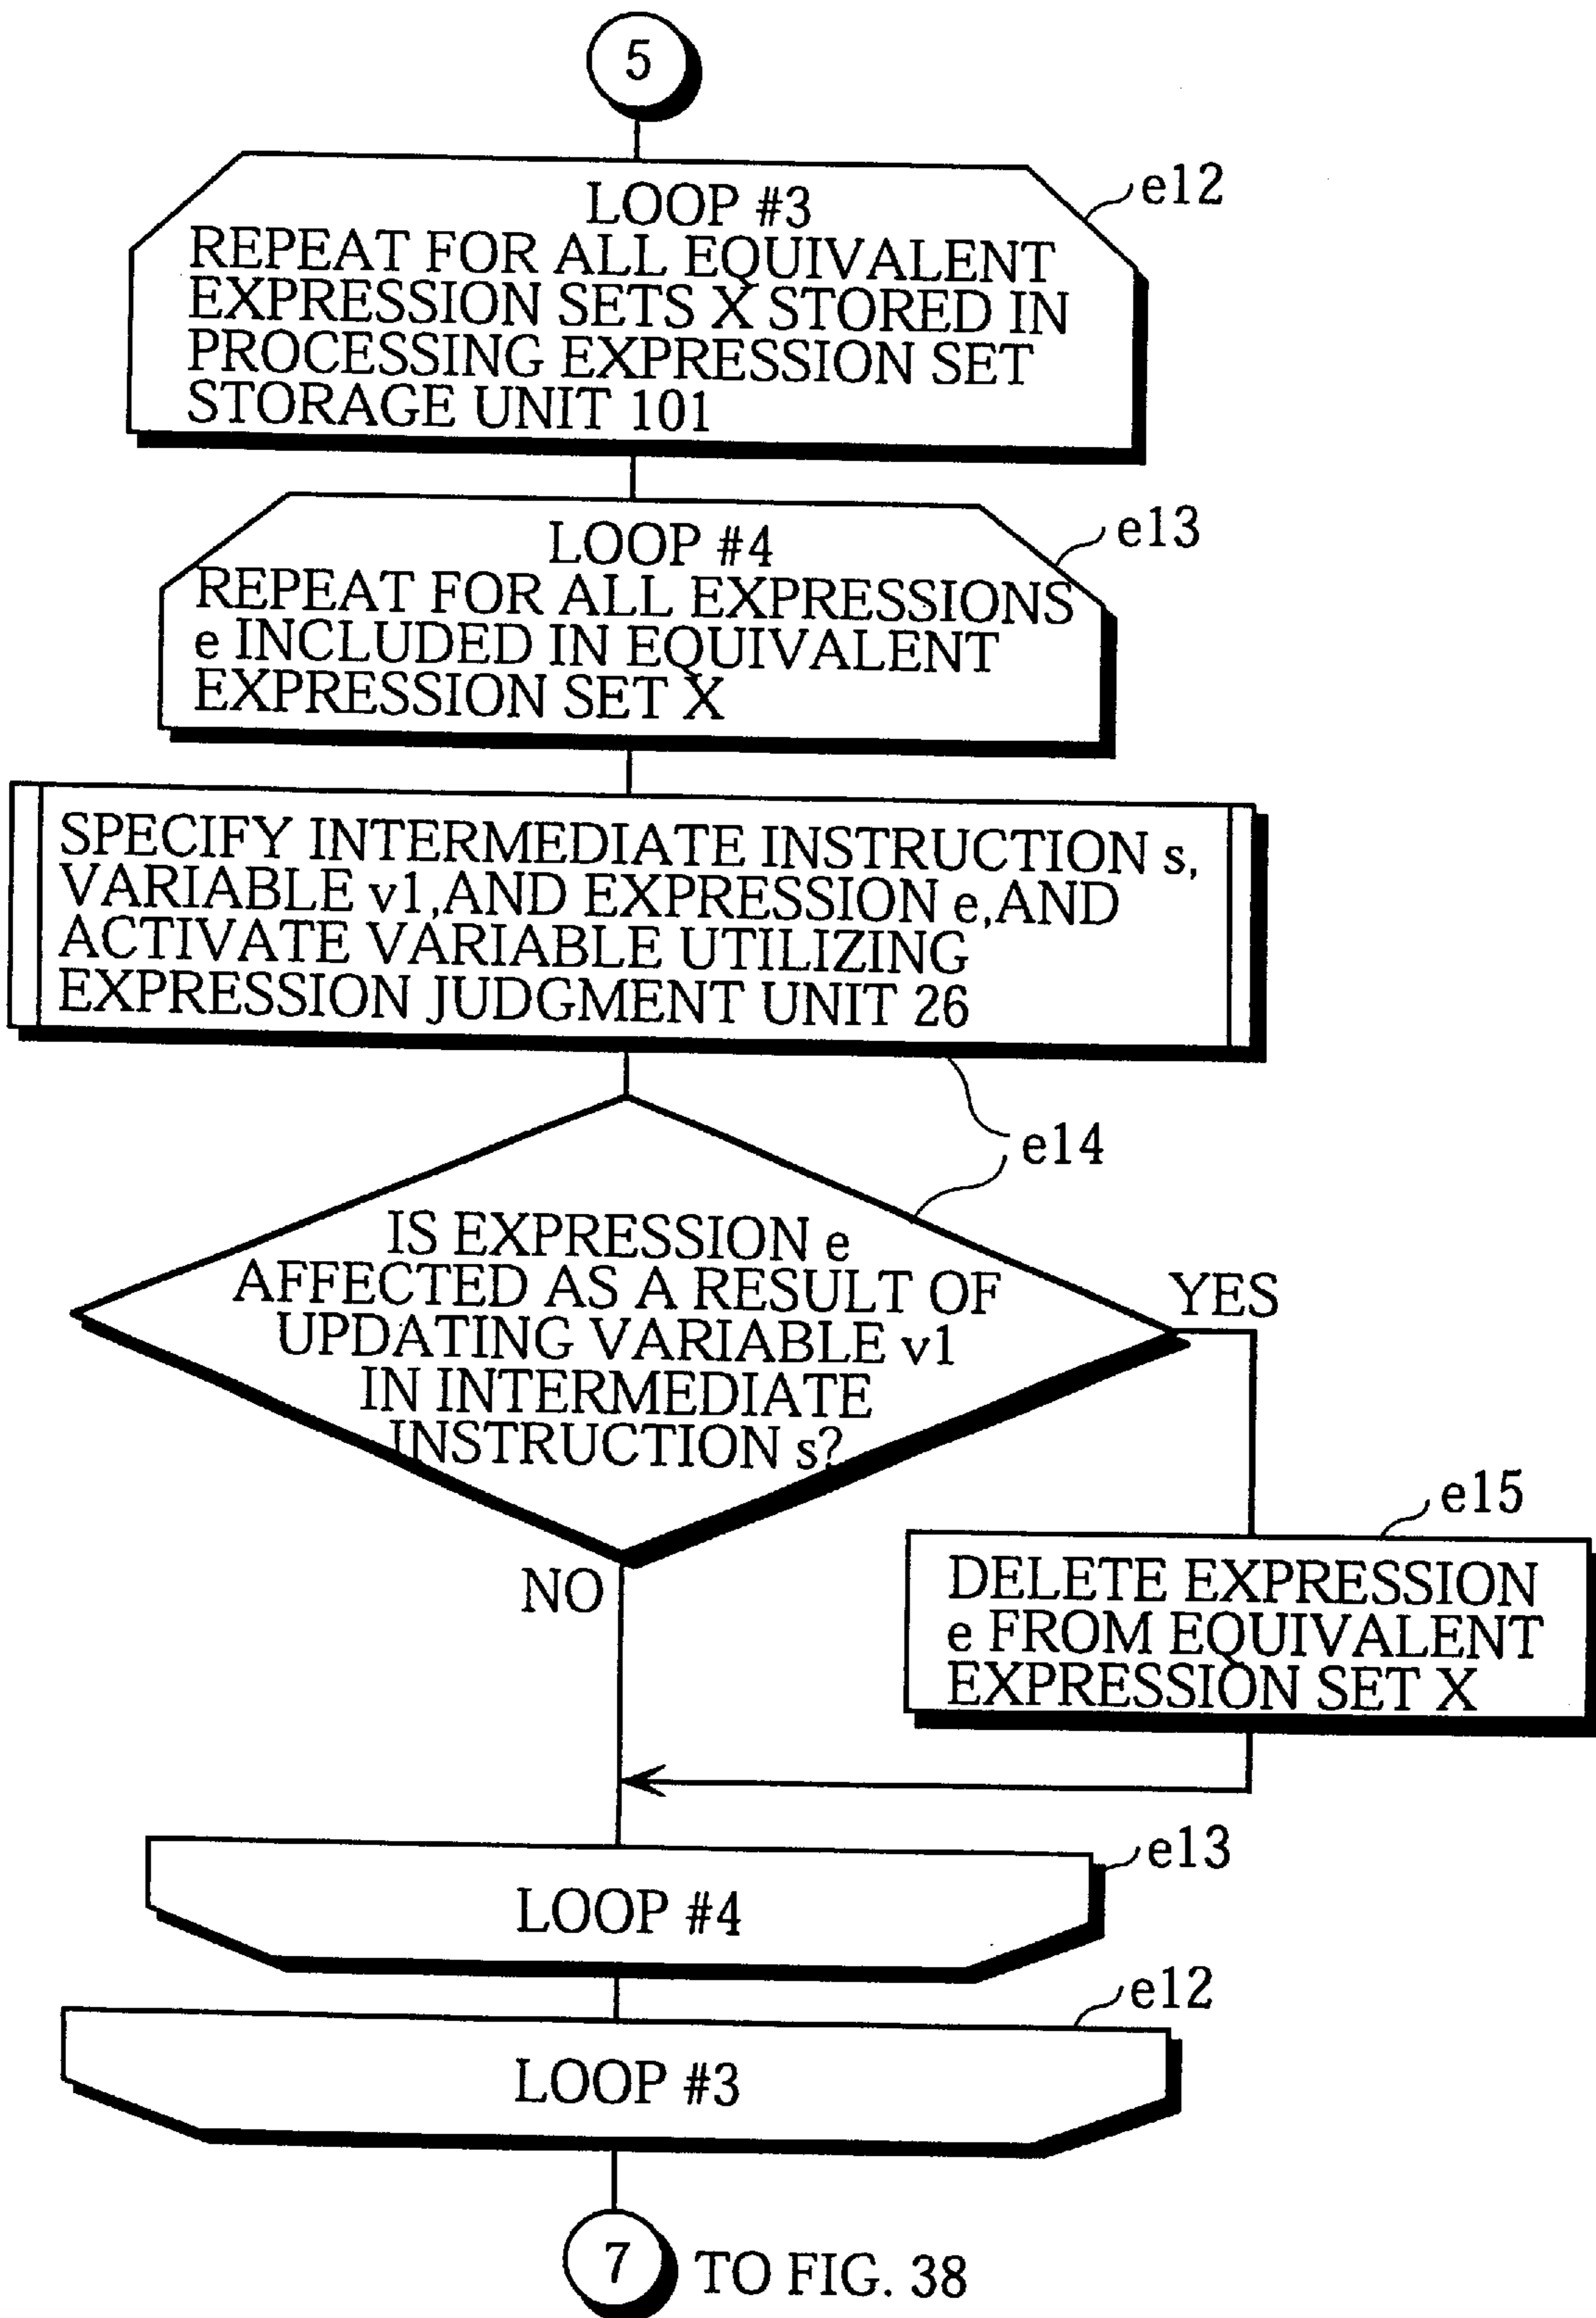 5
e12
LOOP #3
REPEAT FOR ALL EQUIVALENT
EXPRESSION SETS X STORED IN
PROCESSING EXPRESSION SET
STORAGE UNIT 101
e13
LOOP #4
REPEAT FOR ALL EXPRESSIONS
e INCLUDED IN EQUIVALENT
EXPRESSION SET X
SPECIFY INTERMEDIATE INSTRUCTION s,
VARIABLE v1,AND EXPRESSION e,AND
ACTIVATE VARIABLE UTILIZING
EXPRESSION JUDGMENT UNIT 26
e14
IS EXPRESSION e
AFFECTED AS A RESULT OF
UPDATING VARIABLE v1
IN INTERMEDIATE
INSTRUCTION s?
YES
NO
e15
DELETE EXPRESSION
e FROM EQUIVALENT
EXPRESSION SET X
e13
LOOP #4
e12
LOOP #3
7 TO FIG. 38